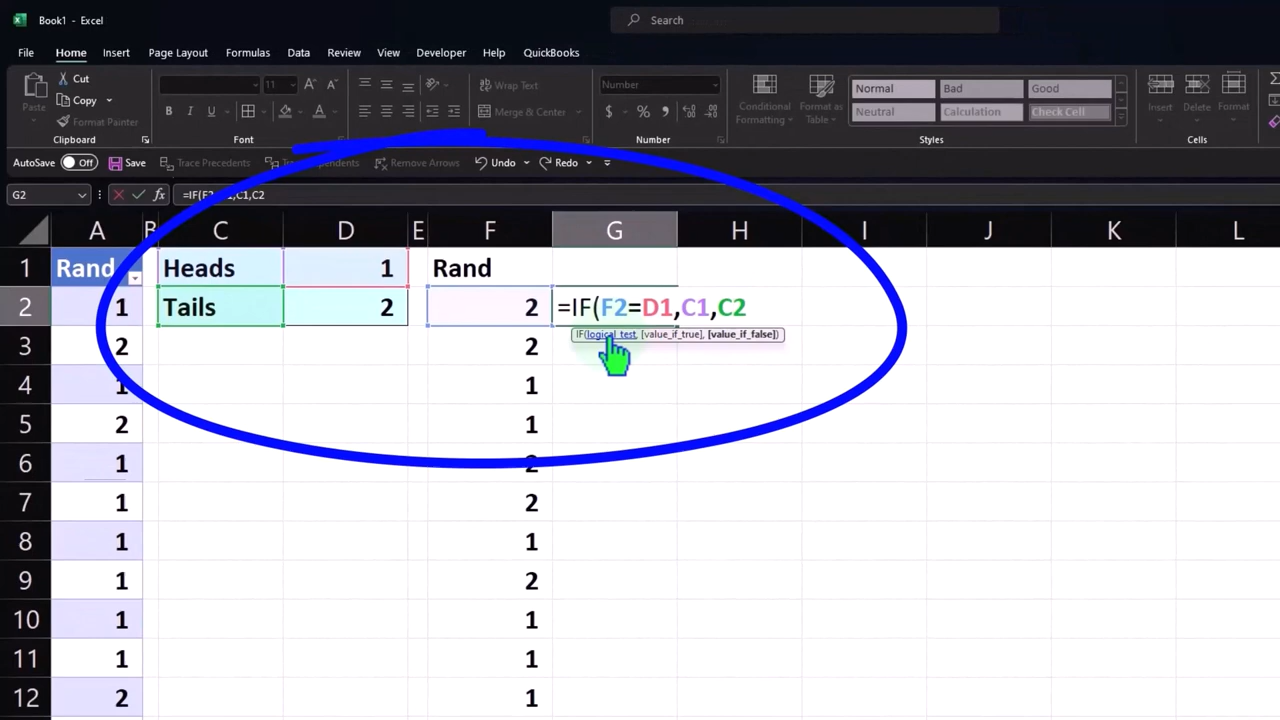 Book1 - Excel
Search
File Home Insert Page Layout Formulas Data Review View Developer Help QuickBooks
Cut
Copy
Format Painter
Paste
Clipboard
11
Font
Wrap Text
Merge & Center
Number
Number
Conditional Formatting
Format as Table
Normal Bad Good
Neutral Calculation Check Cell
Styles
Insert Delete Format
Cells
AutoSave Off Save Trace Precedents Remove Arrows Undo Redo
G2 fx
A B C D E F G H I J K L
1 Rand Heads 1 Rand
2 1 Tails 2 2 =IF(F2=D1,C1,C2
IF(logical_test, [value_if_true], [value_if_false])
3 2 2
4 1 1
5 2 1
6 1 2
7 1 2
8 1 1
9 1 2
10 1 1
11 1 1
12 2 1